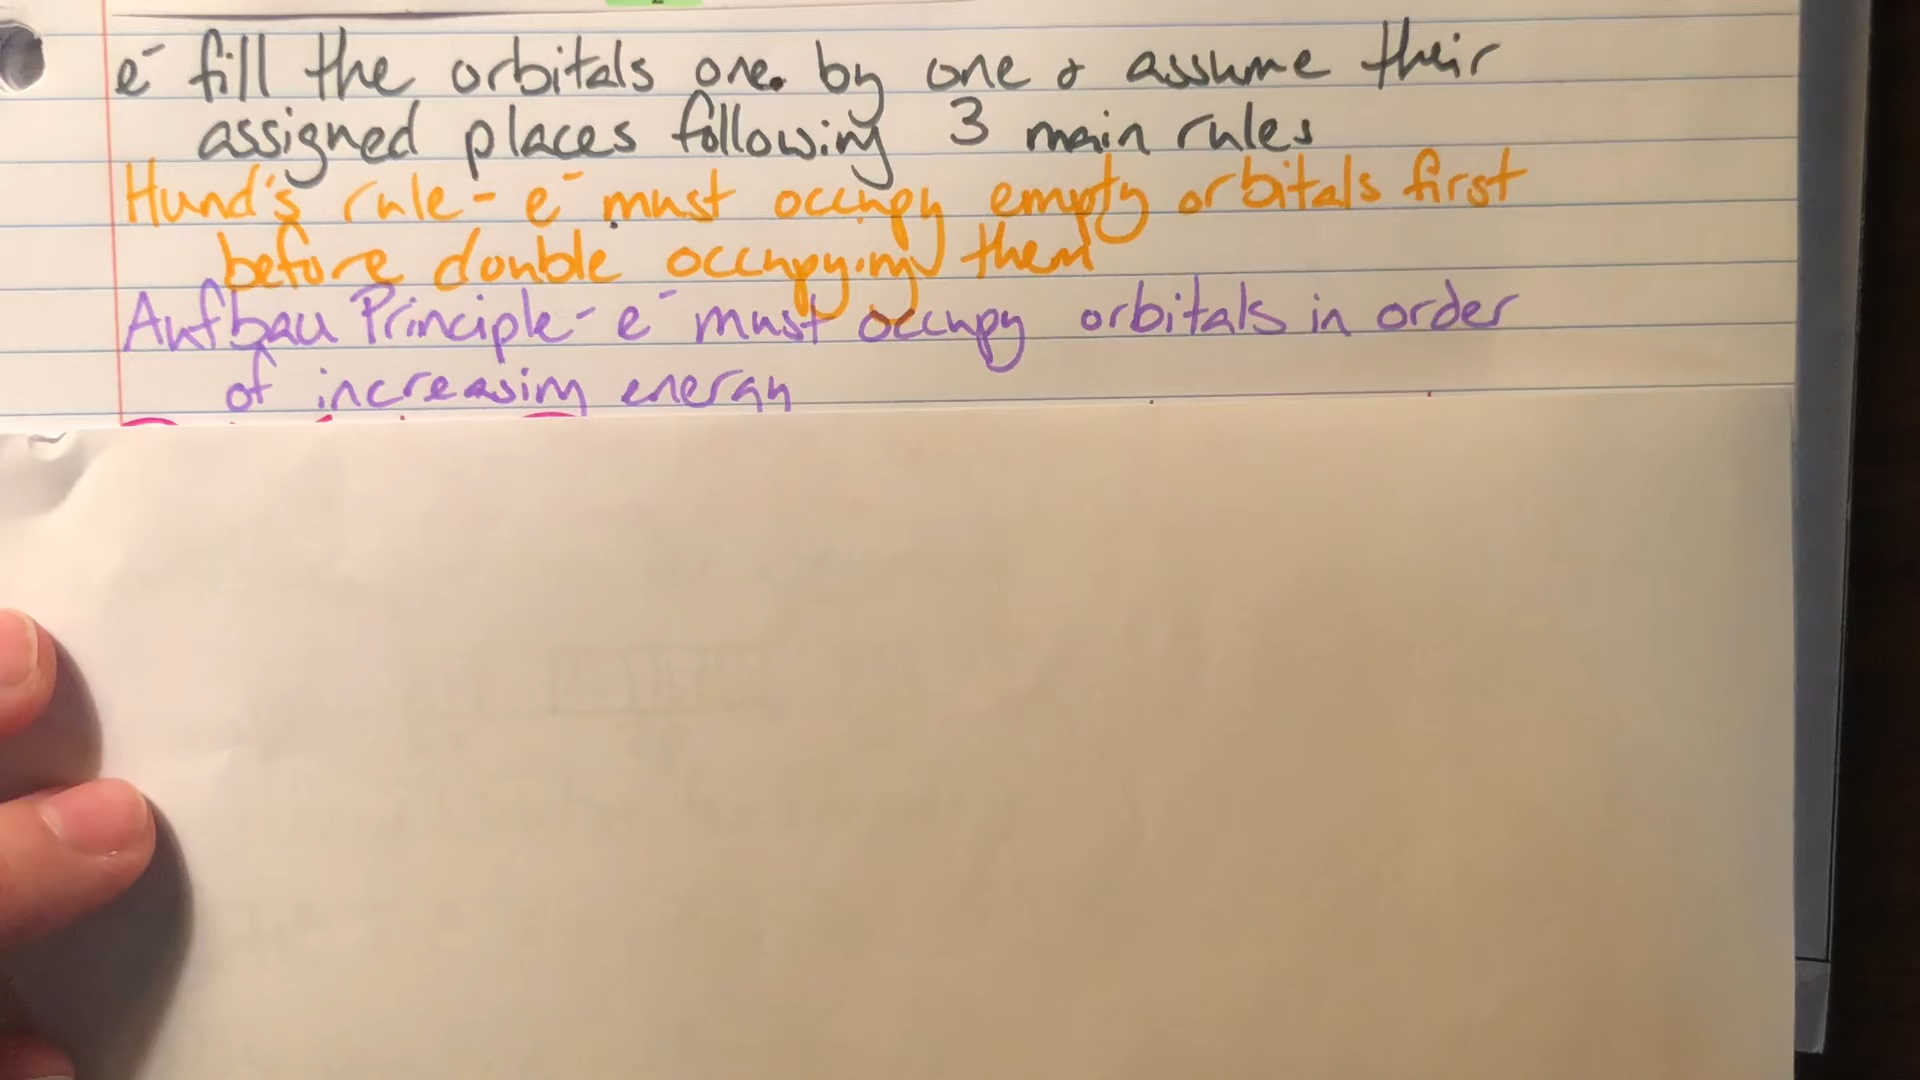 e⁻ fill the orbitals one by one & assume their
assigned places following 3 main rules
Hund's rule - e⁻ must occupy empty orbitals first
before double occupying them
Aufbau Principle - e⁻ must occupy orbitals in order
of increasing energy